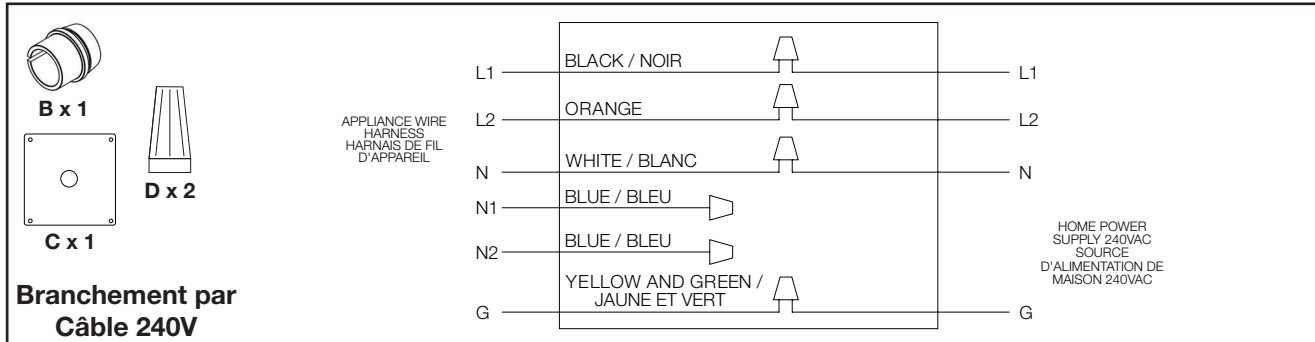 B x 1
C x 1
D x 2
Branchement par
Câble 240V
APPLIANCE WIRE
HARNESS
HARNAIS DE FIL
D'APPAREIL
L1
BLACK / NOIR
L1
L2
ORANGE
L2
N
WHITE / BLANC
N
N1
BLUE / BLEU
N2
BLUE / BLEU
G
YELLOW AND GREEN /
JAUNE ET VERT
G
HOME POWER
SUPPLY 240VAC
SOURCE
D'ALIMENTATION DE
MAISON 240VAC